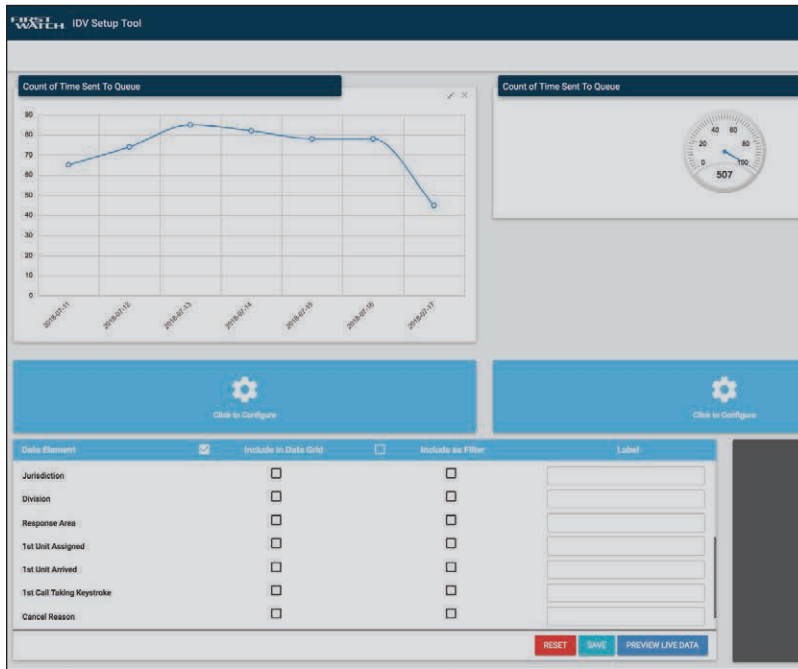 FIRST
WATCH IDV Setup Tool
Count of Time Sent To Queue
90
80
70
60
50
40
30
20
10
0
2018-07-11 2018-07-12 2018-07-13 2018-07-14 2018-07-15 2018-07-16 2018-07-17
Count of Time Sent To Queue
40 60
20 80
0 100
507
Click to Configure
Click to Configure
Data Element Include in Data Grid Include as Filter Label
Jurisdiction
Division
Response Area
1st Unit Assigned
1st Unit Arrived
1st Call Taking Keystroke
Cancel Reason
RESET SAVE PREVIEW LIVE DATA